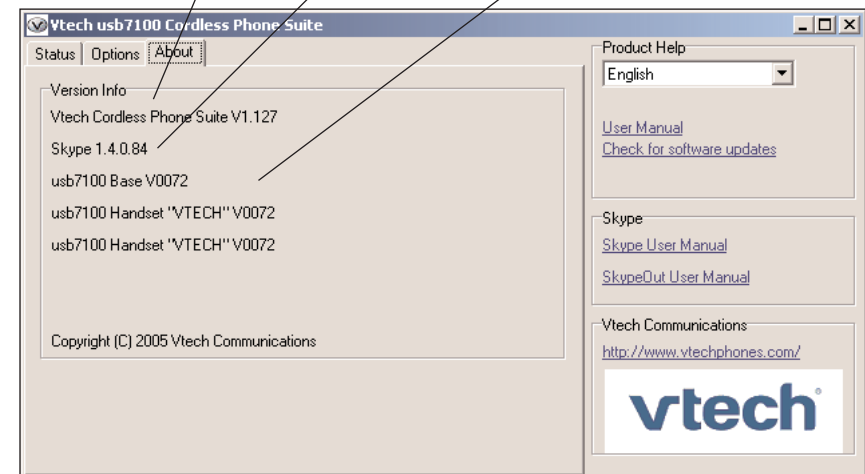 Vtech usb7100 Cordless Phone Suite
Status Options About
Version Info
Vtech Cordless Phone Suite V1.127
Skype 1.4.0.84
usb7100 Base V0072
usb7100 Handset "VTECH" V0072
usb7100 Handset "VTECH" V0072
Copyright (C) 2005 Vtech Communications
Product Help
English
User Manual
Check for software updates
Skype
Skype User Manual
SkypeOut User Manual
Vtech Communications
http://www.vtechphones.com/
vtech